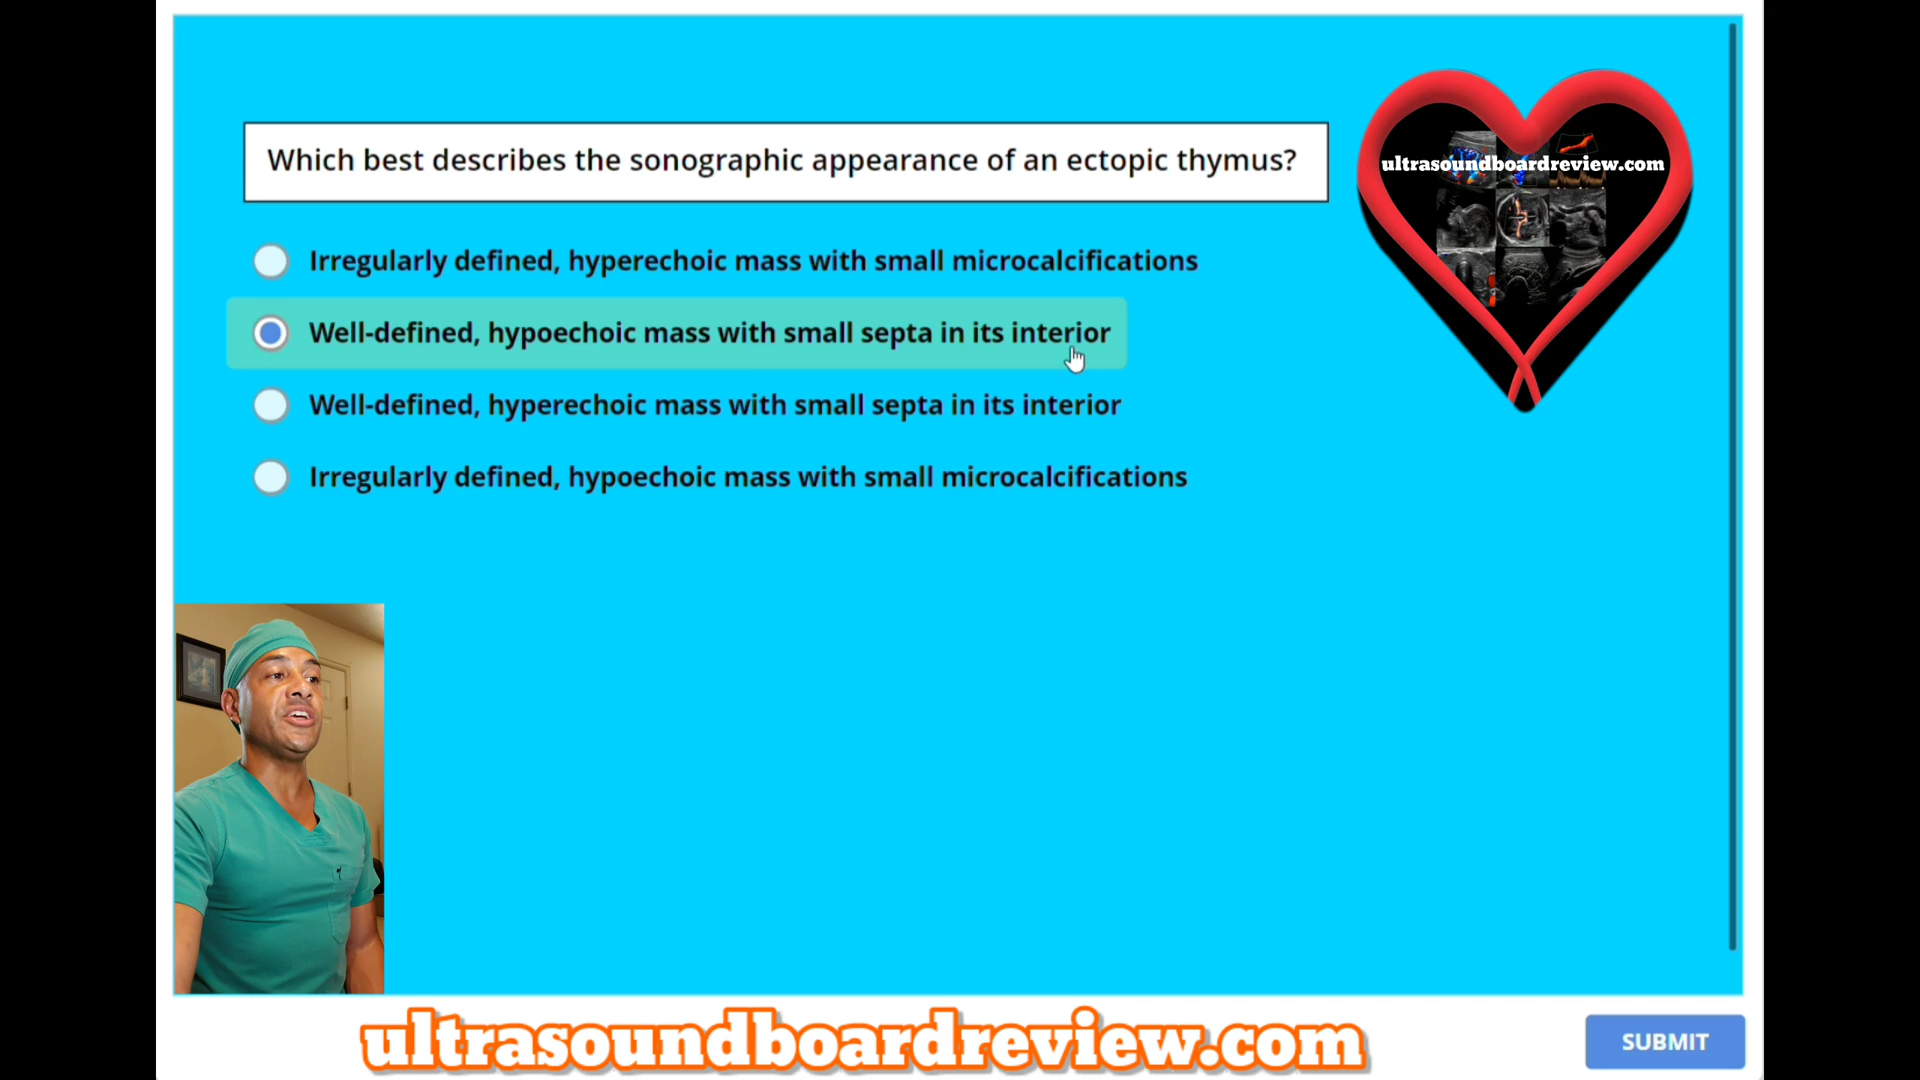 Which best describes the sonographic appearance of an ectopic thymus?
ultrasoundboardreview.com
Irregularly defined, hyperechoic mass with small microcalcifications
Well-defined, hypoechoic mass with small septa in its interior
Well-defined, hyperechoic mass with small septa in its interior
Irregularly defined, hypoechoic mass with small microcalcifications
ultrasoundboardreview.com
SUBMIT